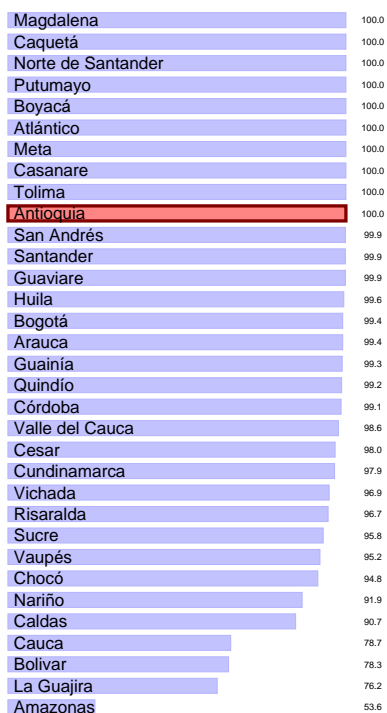 Magdalena 100.0
Caquetá 100.0
Norte de Santander 100.0
Putumayo 100.0
Boyacá 100.0
Atlántico 100.0
Meta 100.0
Casanare 100.0
Tolima 100.0
Antioquia 100.0
San Andrés 99.9
Santander 99.9
Guaviare 99.9
Huila 99.6
Bogotá 99.4
Arauca 99.4
Guainía 99.3
Quindío 99.2
Córdoba 99.1
Valle del Cauca 98.6
Cesar 98.0
Cundinamarca 97.9
Vichada 96.9
Risaralda 96.7
Sucre 95.8
Vaupés 95.2
Chocó 94.8
Nariño 91.9
Caldas 90.7
Cauca 78.7
Bolivar 78.3
La Guajira 76.2
Amazonas 53.6